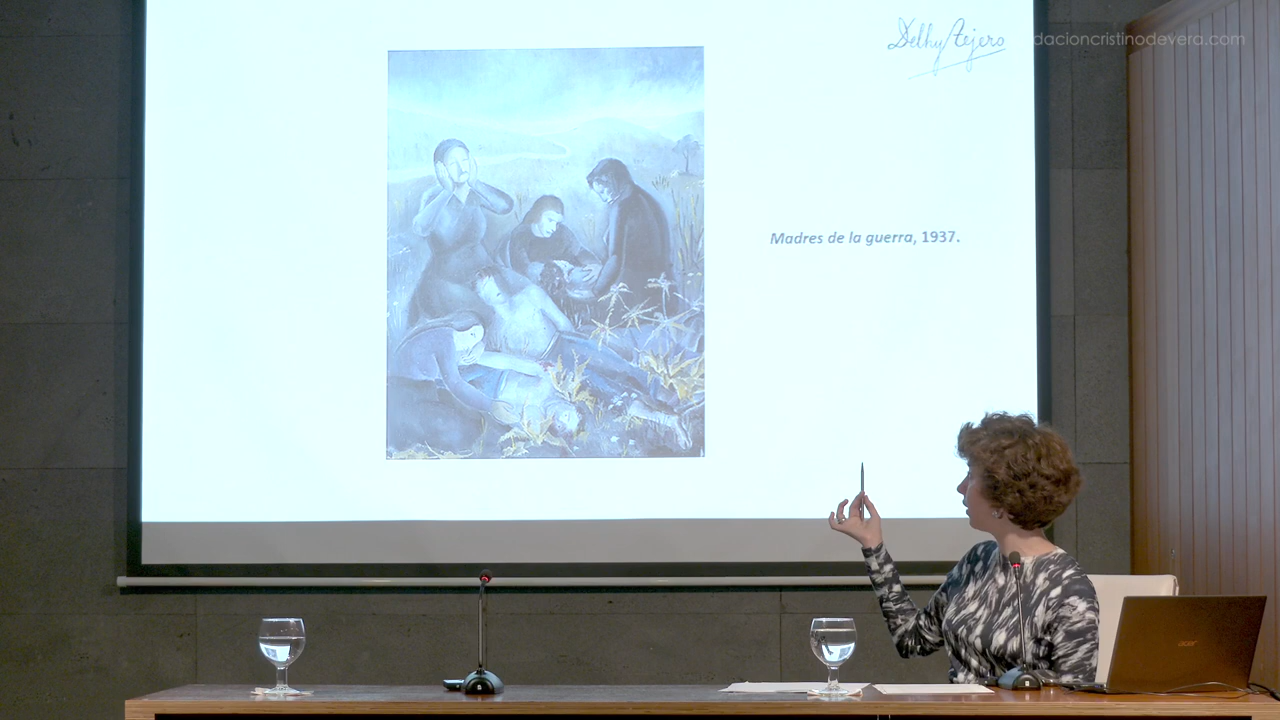 Delhy Tejero
dacioncristinodevera.com
Madres de la guerra, 1937.
acer